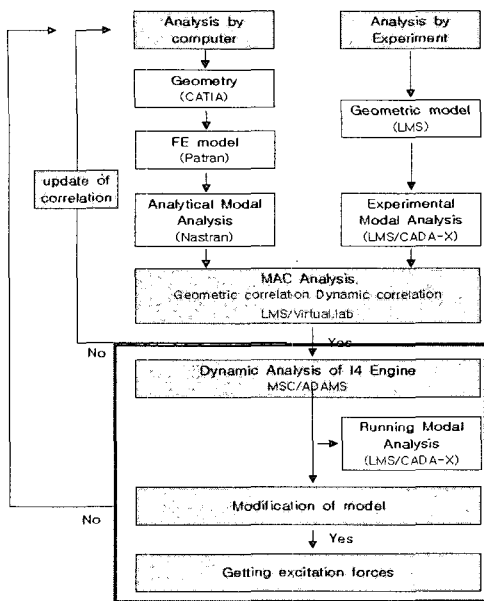 Analysis by
computer
Analysis by
Experiment
Geometry
(CATIA)
Geometric model
(LMS)
FE model
(Patran)
update of
correlation
Analytical Modal
Analysis
(Nastran)
Experimental
Modal Analysis
(LMS/CADA-X)
MAC Analysis,
Geometric correlation Dynamic correlation
LMS/Virtual.lab
No
Yes
Dynamic Analysis of I4 Engine
MSC/ADAMS
Running Modal
Analysis
(LMS/CADA-X)
No
Modification of model
Yes
Getting excitation forces